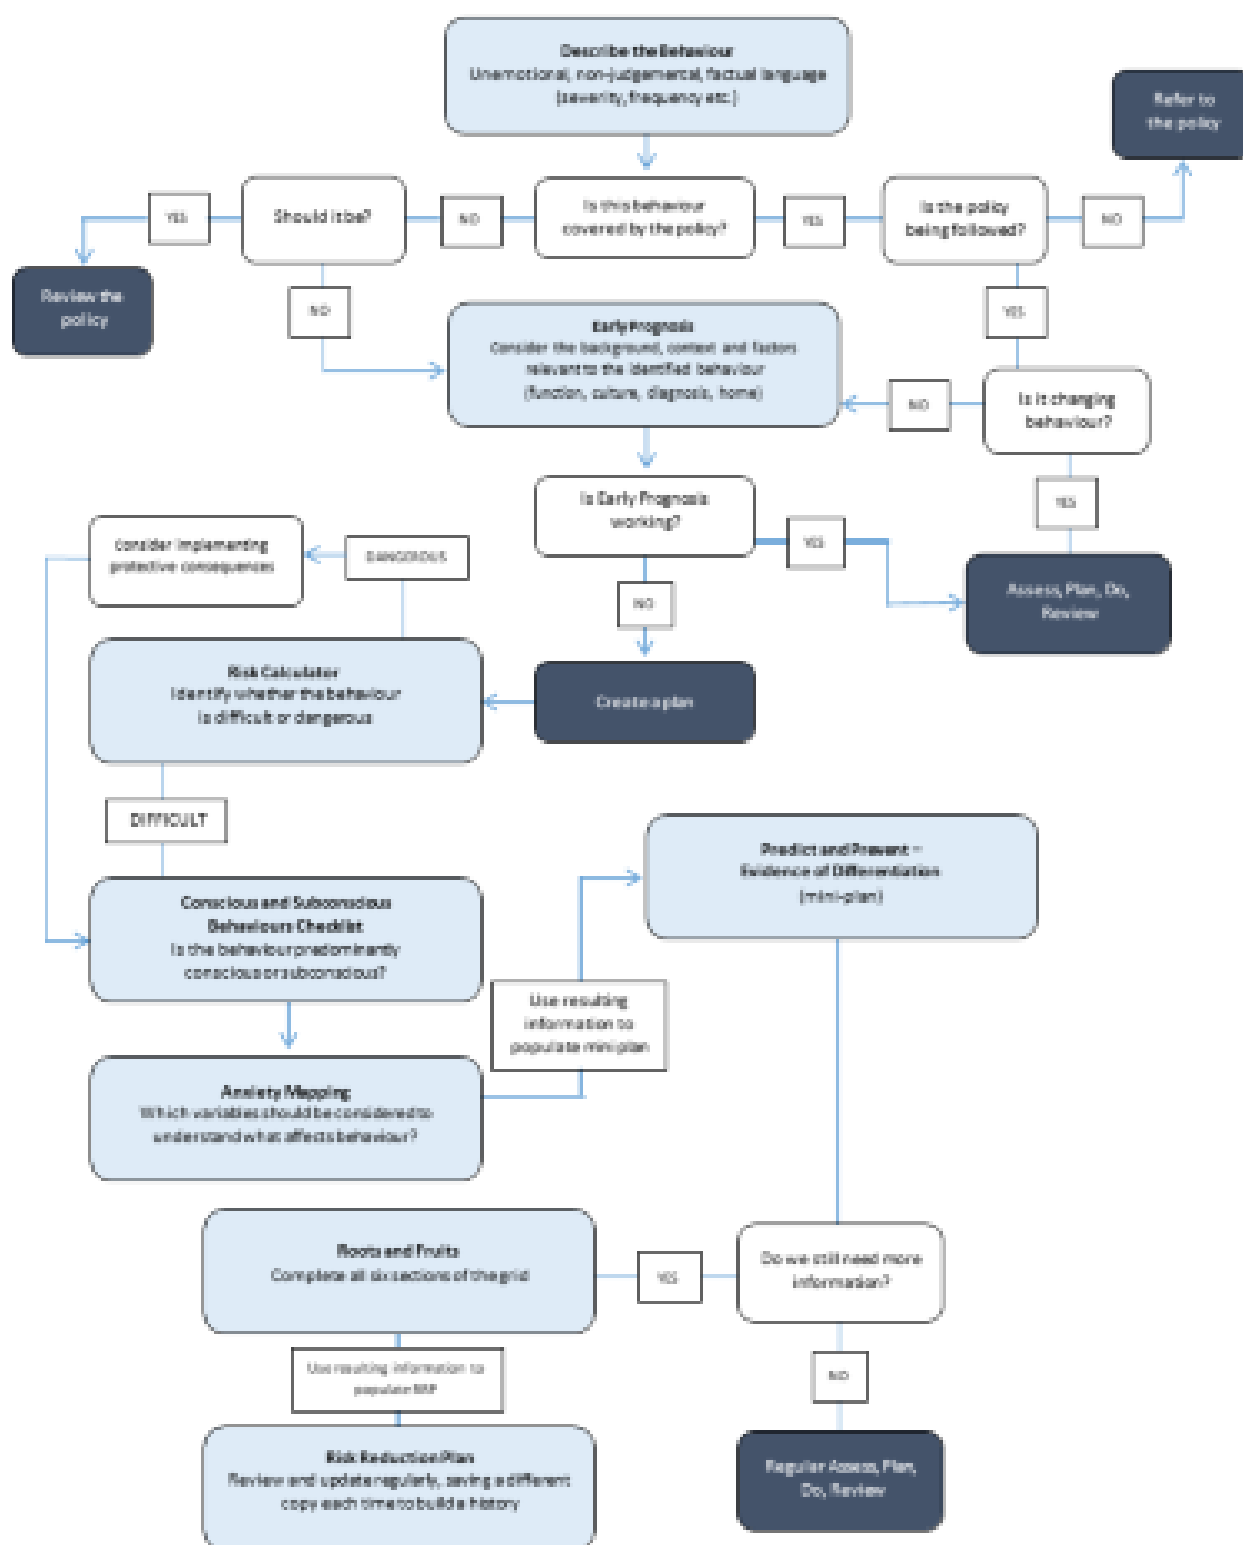 Describe the Behaviour
Unemotional, non-judgemental, factual language
(severity, frequency etc.)
Refer to
the policy
YES
Should it be?
NO
Is this behaviour
covered by the policy?
YES
Is the policy
being followed?
NO
Review the
policy
NO
YES
Early Prognosis
Consider the background, context and factors
relevant to the identified behaviour
(function, culture, diagnosis, home)
NO
Is it changing
behaviour?
Is Early Prognosis
working?
YES
YES
Consider implementing
protective consequences
DANGEROUS
NO
Assess, Plan, Do,
Review
Risk Calculator
Identify whether the behaviour
is difficult or dangerous
Create a plan
DIFFICULT
Predict and Prevent –
Evidence of Differentiation
(mini-plan)
Conscious and Subconscious
Behaviours Checklist
Is the behaviour predominantly
conscious or subconscious?
Use resulting
information to
populate mini plan
Anxiety Mapping
Which variables should be considered to
understand what affects behaviour?
Roots and Fruits
Complete all six sections of the grid
YES
Do we still need more
information?
Use resulting information to
populate RRP
NO
Risk Reduction Plan
Review and update regularly, saving a different
copy each time to build a history
Regular Assess, Plan,
Do, Review